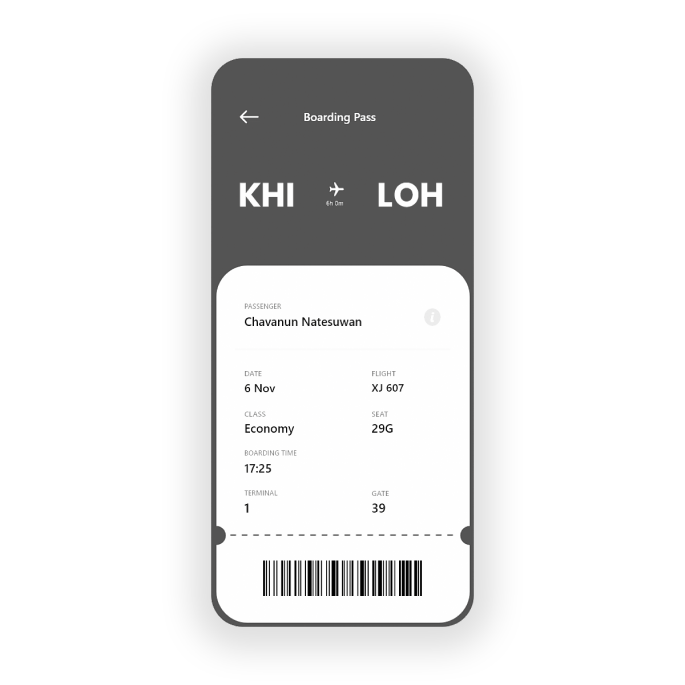 Boarding Pass
KHI LOH
6h 0m
PASSENGER
Chavanun Natesuwan
DATE FLIGHT
6 Nov XJ 607
CLASS SEAT
Economy 29G
BOARDING TIME
17:25
TERMINAL GATE
1 39